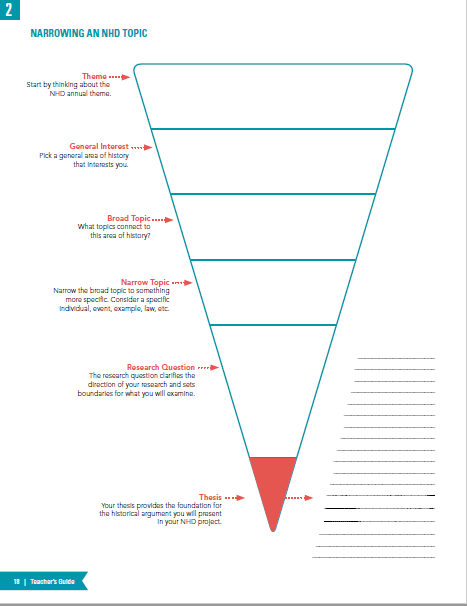 2
NARROWING AN NHD TOPIC
Theme
Start by thinking about the
NHD annual theme.
General Interest
Pick a general area of history
that interests you.
Broad Topic
What topics connect to
this area of history?
Narrow Topic
Narrow the broad topic to something
more specific. Consider a specific
individual, event, example, law, etc.
Research Question
The research question clarifies the
direction of your research and sets
boundaries for what you will examine.
Thesis
Your thesis provides the foundation for
the historical argument you will present
in your NHD project.
18 | Teacher's Guide